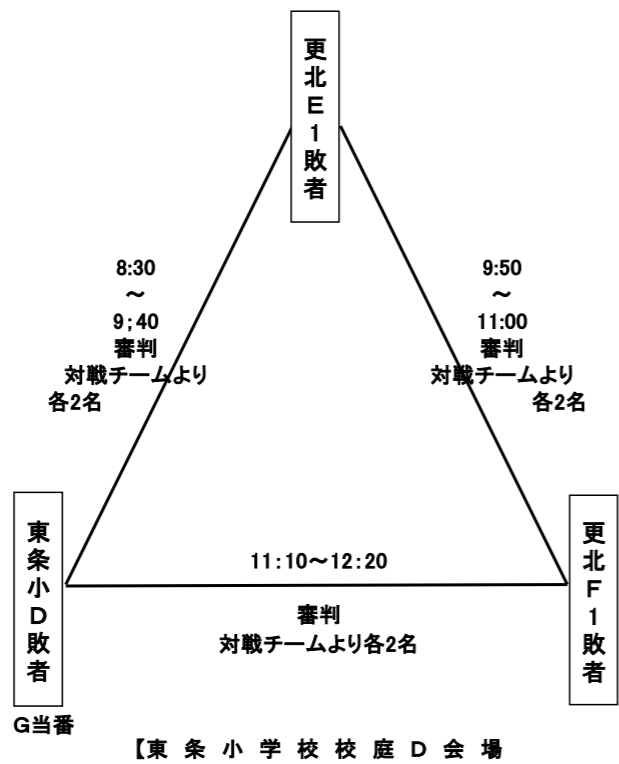 更北E1敗者
8:30
～
9；40
審判
対戦チームより
各2名
9:50
～
11:00
審判
対戦チームより
各2名
東条小D敗者
11：10～12：20
審判
対戦チームより各2名
更北F1敗者
G当番
【東条小学校校庭D会場